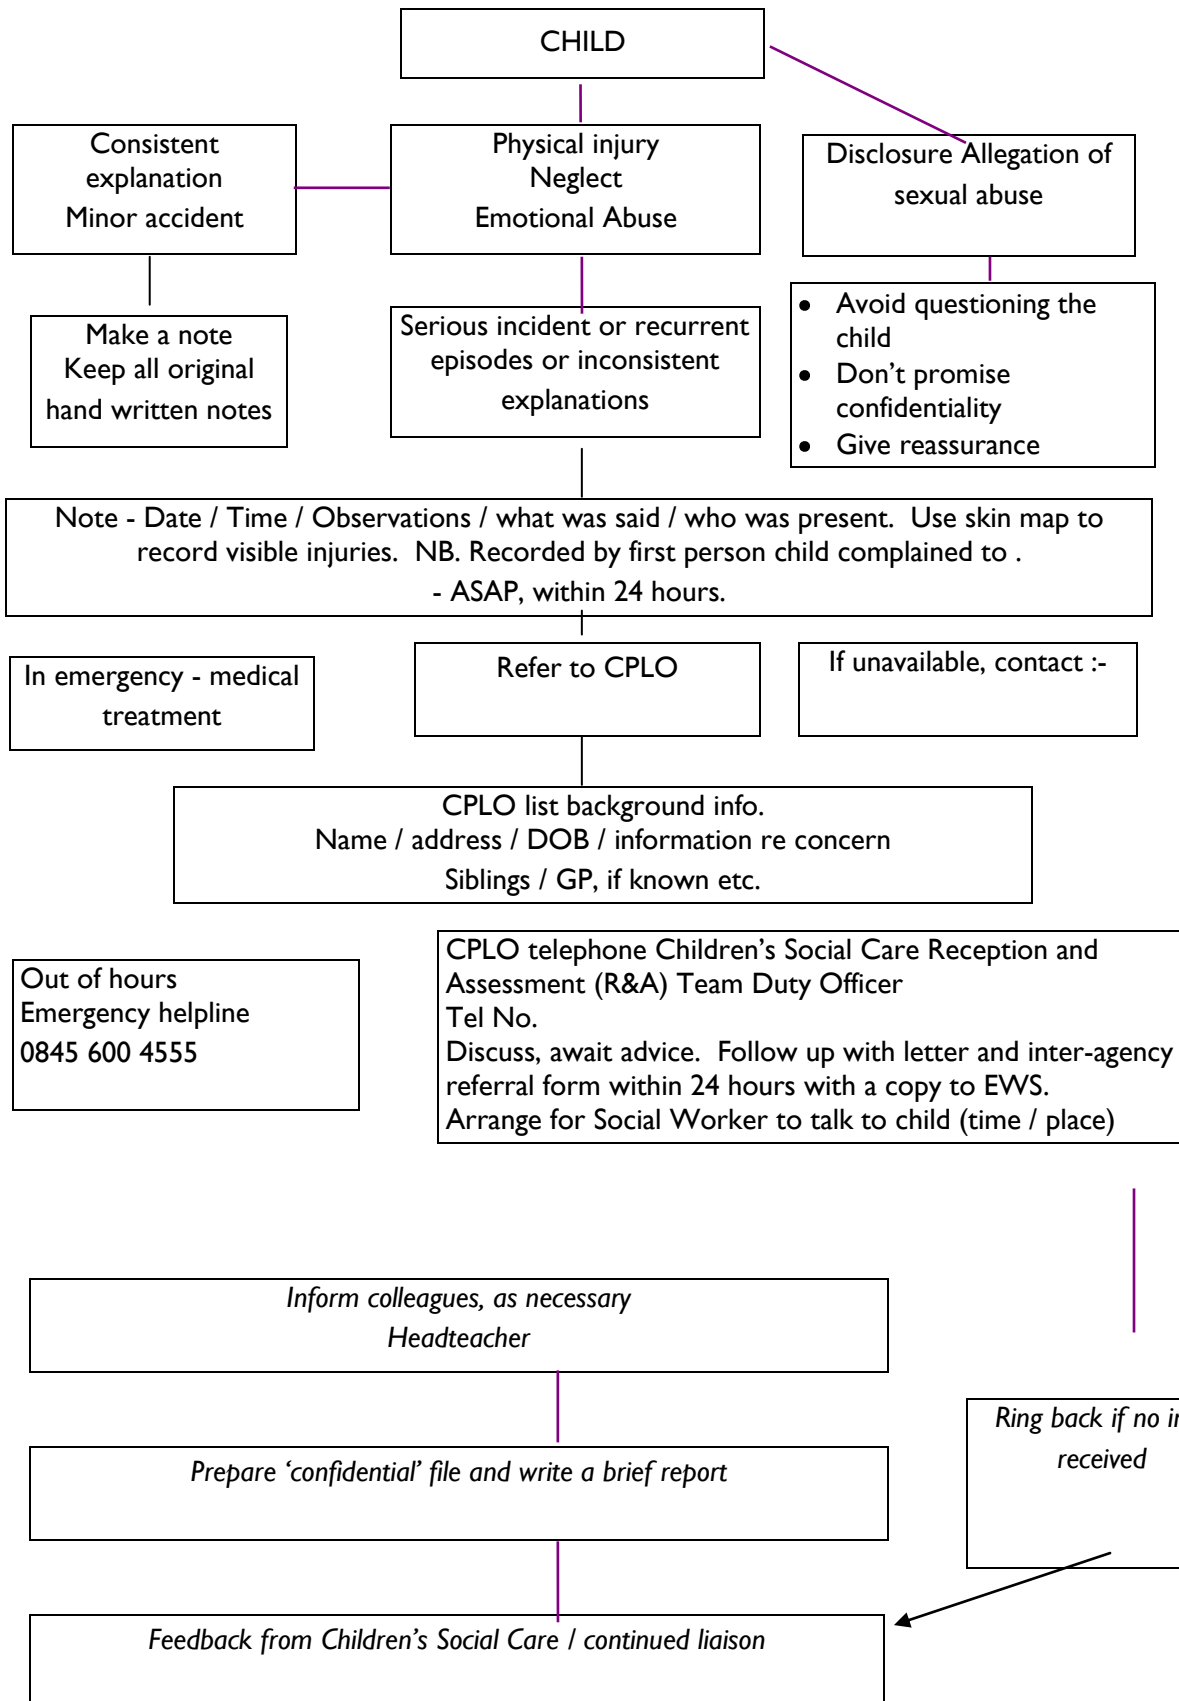 CHILD
Consistent
explanation
Minor accident
Physical injury
Neglect
Emotional Abuse
Disclosure Allegation of
sexual abuse
Make a note
Keep all original
hand written notes
Serious incident or recurrent
episodes or inconsistent
explanations
• Avoid questioning the
child
• Don't promise
confidentiality
• Give reassurance
Note - Date / Time / Observations / what was said / who was present. Use skin map to
record visible injuries. NB. Recorded by first person child complained to .
- ASAP, within 24 hours.
In emergency - medical
treatment
Refer to CPLO
If unavailable, contact :-
CPLO list background info.
Name / address / DOB / information re concern
Siblings / GP, if known etc.
Out of hours
Emergency helpline
0845 600 4555
CPLO telephone Children's Social Care Reception and
Assessment (R&A) Team Duty Officer
Tel No.
Discuss, await advice. Follow up with letter and inter-agency
referral form within 24 hours with a copy to EWS.
Arrange for Social Worker to talk to child (time / place)
Inform colleagues, as necessary
Headteacher
Prepare ‘confidential’ file and write a brief report
Ring back if no
received
Feedback from Children's Social Care / continued liaison